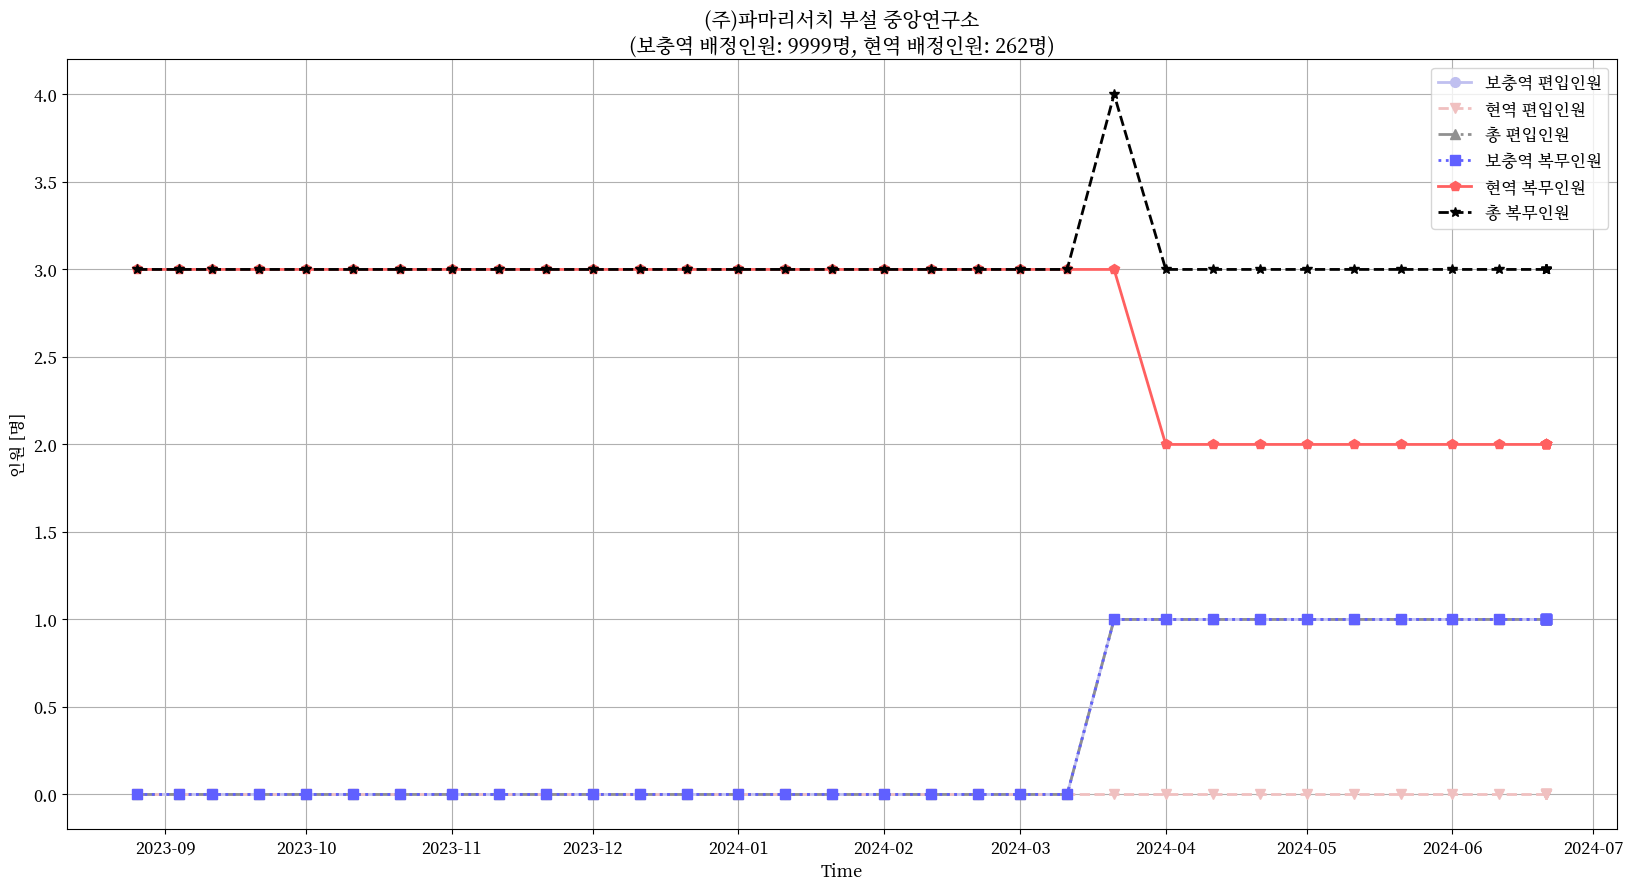 (주)파마리서치 부설 중앙연구소
(보충역 배정인원: 9999명, 현역 배정인원: 262명)
보충역 편입인원
현역 편입인원
총 편입인원
보충역 복무인원
현역 복무인원
총 복무인원
인원 [명]
4.0
3.5
3.0
2.5
2.0
1.5
1.0
0.5
0.0
2023-09 2023-10 2023-11 2023-12 2024-01 2024-02 2024-03 2024-04 2024-05 2024-06 2024-07
Time